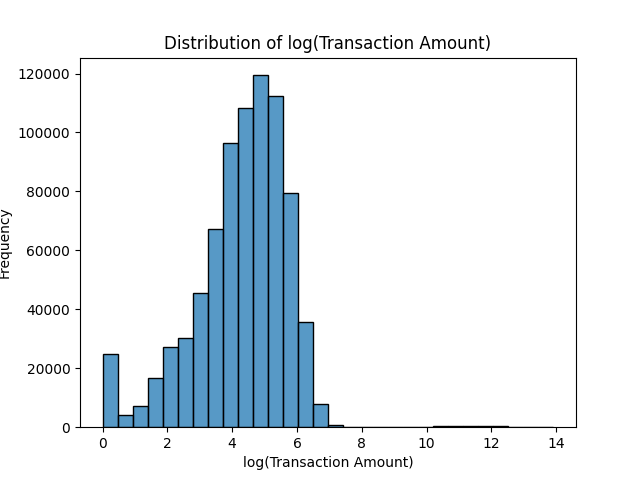 Distribution of log(Transaction Amount)
120000
100000
80000
60000
40000
20000
0
Frequency
0 2 4 6 8 10 12 14
log(Transaction Amount)